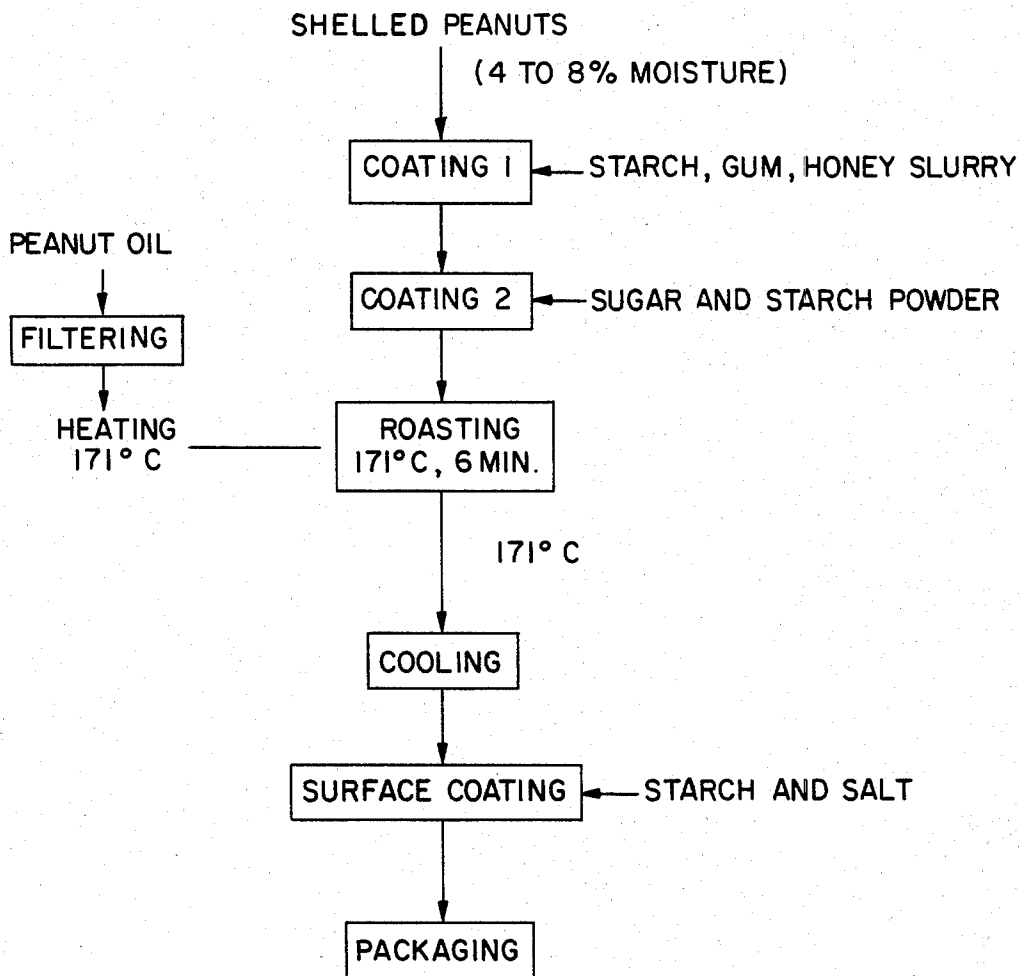 SHELLED PEANUTS
(4 TO 8% MOISTURE)
COATING 1
STARCH, GUM, HONEY SLURRY
PEANUT OIL
COATING 2
SUGAR AND STARCH POWDER
FILTERING
HEATING
171° C
ROASTING
171°C, 6 MIN.
171° C
COOLING
SURFACE COATING
STARCH AND SALT
PACKAGING